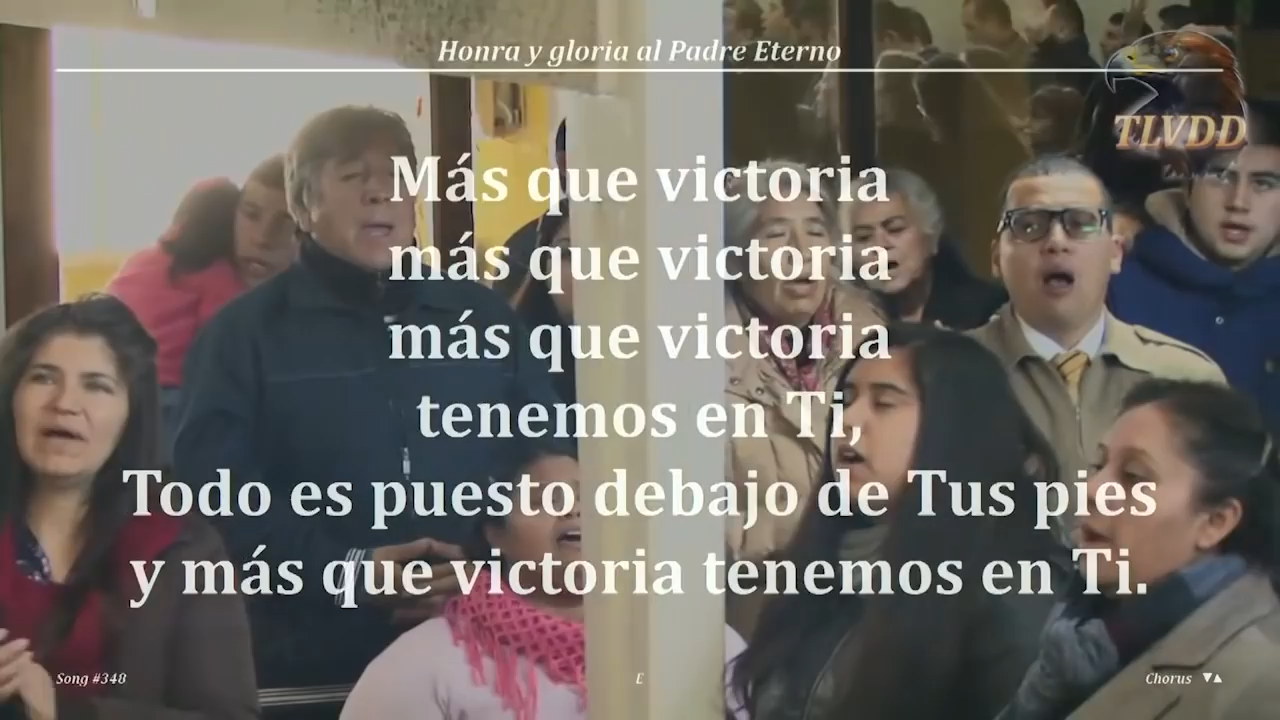 Honra y gloria al Padre Eterno
TLVDD
Más que victoria
más que victoria
más que victoria
tenemos en Ti,
Todo es puesto debajo de Tus pies
y más que victoria tenemos en Ti.
Song #348
E
Chorus ▼▲